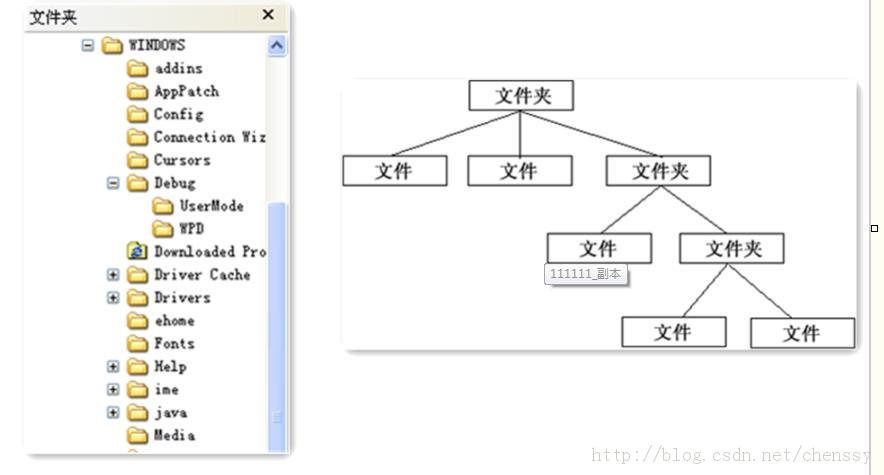 文件夹
WINDOWS
addins
AppPatch
Config
Connection Wiz
Cursors
Debug
UserMode
WPD
Downloaded Pro
Driver Cache
Drivers
ehome
Fonts
Help
ime
java
Media
文件夹
文件 文件 文件夹
文件 文件夹
111111_副本
文件 文件
http://blog.csdn.net/chenssy